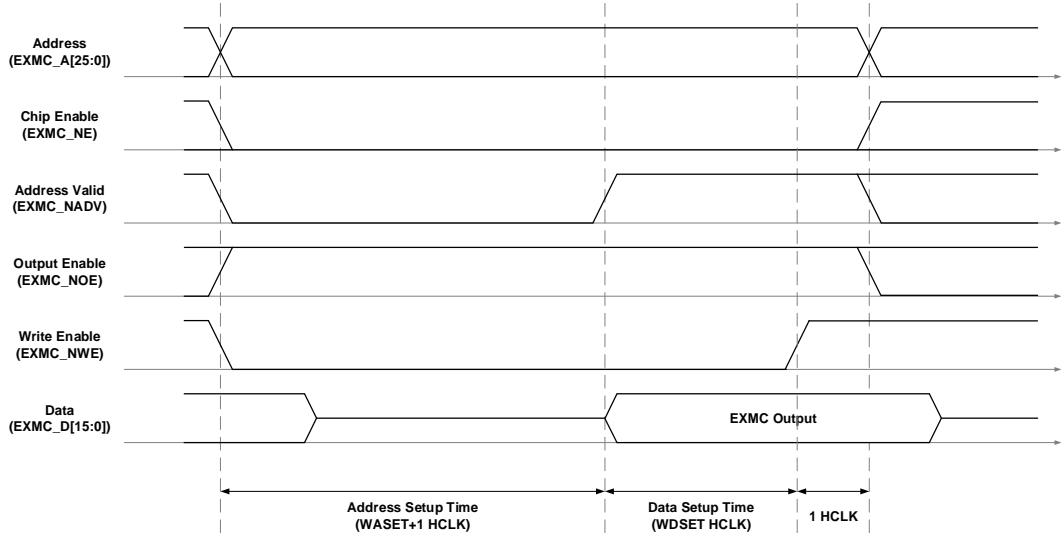 Address
(EXMC_A[25:0])
Chip Enable
(EXMC_NE)
Address Valid
(EXMC_NADV)
Output Enable
(EXMC_NOE)
Write Enable
(EXMC_NWE)
Data
(EXMC_D[15:0])
EXMC Output
Address Setup Time
(WASET+1 HCLK)
Data Setup Time
(WDSET HCLK)
1 HCLK